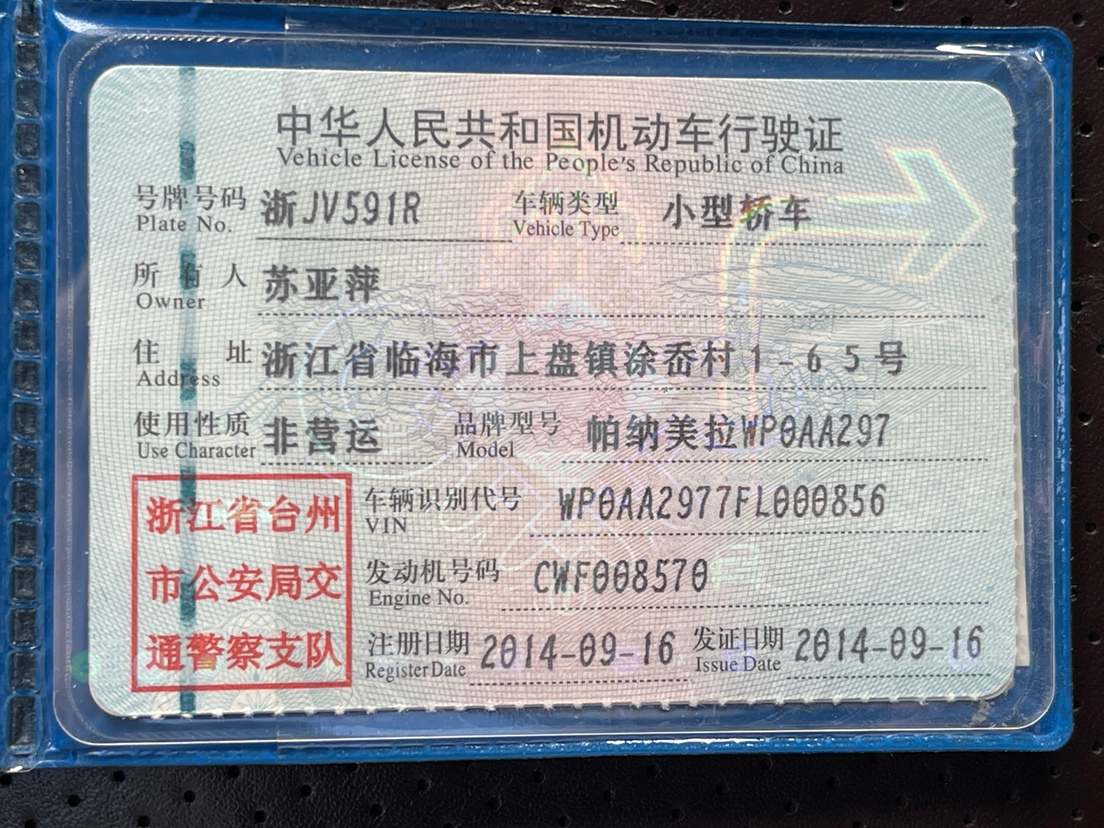 中华人民共和国机动车行驶证
Vehicle License of the People's Republic of China
号牌号码 浙JV591R 车辆类型 小型轿车
Plate No. Vehicle Type
所有人 苏亚萍
Owner
住址 浙江省临海市上盘镇涂岙村1-65号
Address
使用性质 非营运 品牌型号 帕纳美拉WP0AA297
Use Character Model
浙江省台州 车辆识别代号 WP0AA2977FL000856
VIN
市公安局交 发动机号码 CWF008570
Engine No.
通警察支队 注册日期 2014-09-16 发证日期 2014-09-16
Register Date Issue Date